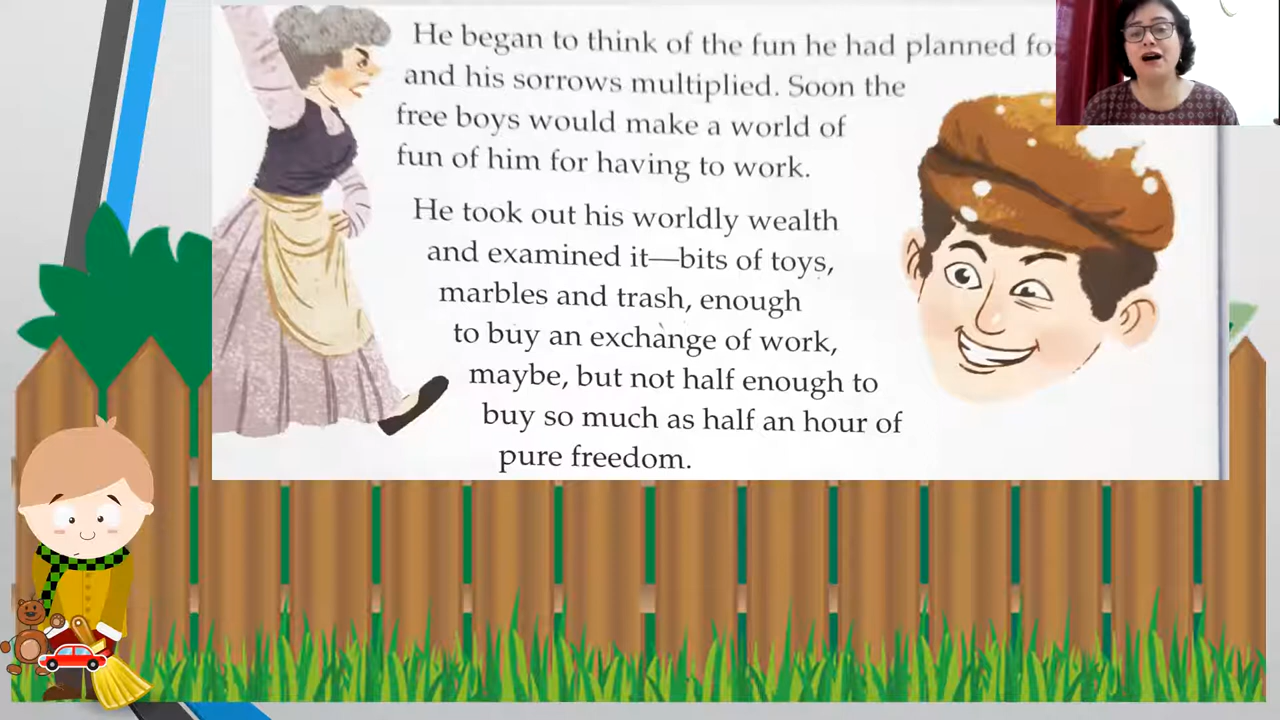 He began to think of the fun he had planned fo
and his sorrows multiplied. Soon the
free boys would make a world of
fun of him for having to work.
He took out his worldly wealth
and examined it—bits of toys,
marbles and trash, enough
to buy an exchange of work,
maybe, but not half enough to
buy so much as half an hour of
pure freedom.